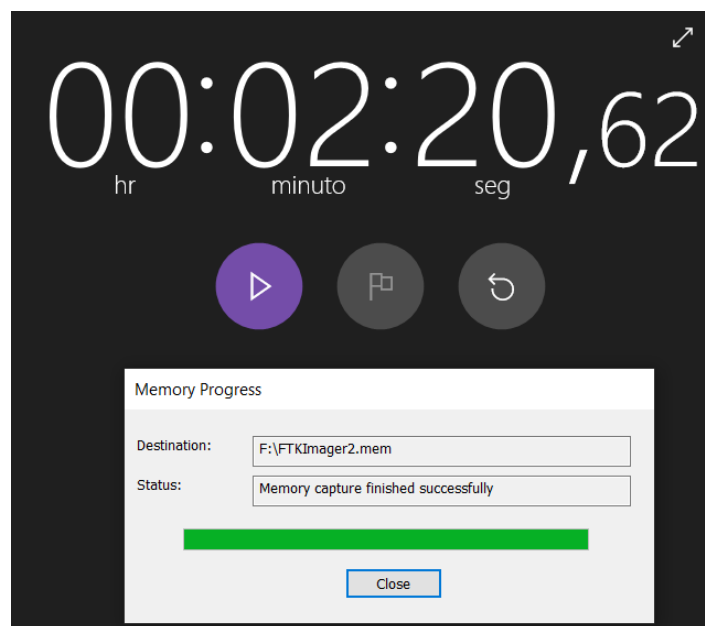 00:02:20,62
hr minuto seg
Memory Progress
Destination: F:\FTKImager2.mem
Status: Memory capture finished successfully
Close